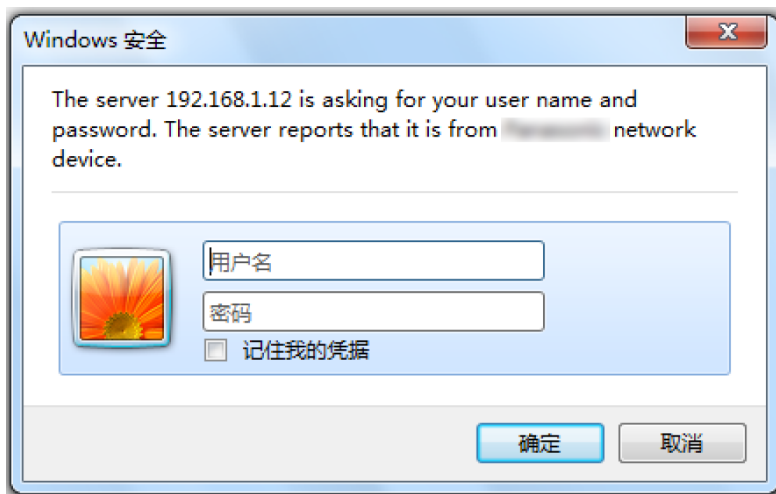 Windows 安全
The server 192.168.1.12 is asking for your user name and
password. The server reports that it is from network
device.
用户名
密码
记住我的凭据
确定
取消